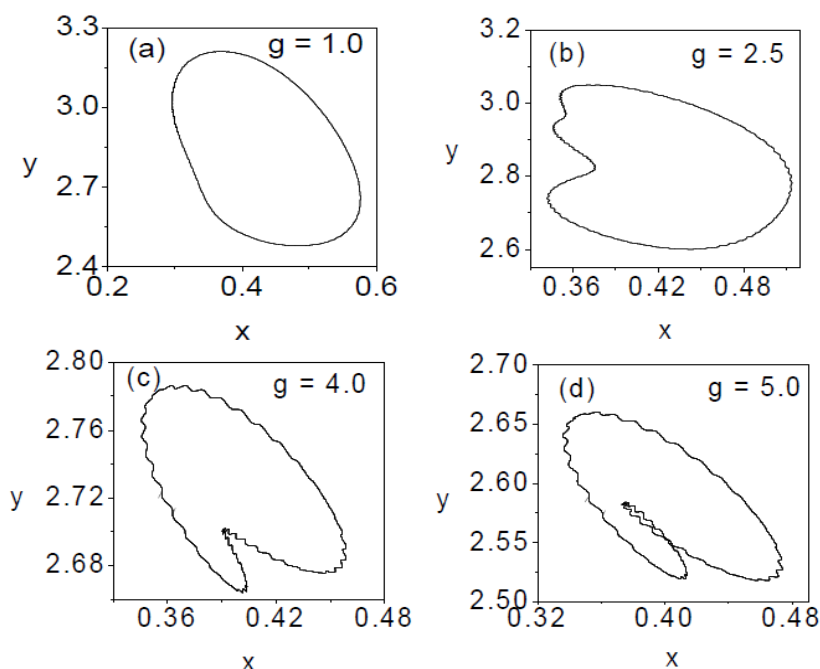 (a) g = 1.0
3.3
3.0
2.7
2.4
y
0.2 0.4 0.6
x
(b) g = 2.5
3.2
3.0
2.8
2.6
y
0.36 0.42 0.48
x
(c) g = 4.0
2.80
2.76
2.72
2.68
y
0.36 0.42 0.48
x
(d) g = 5.0
2.70
2.65
2.60
2.55
2.50
y
0.32 0.40 0.48
x